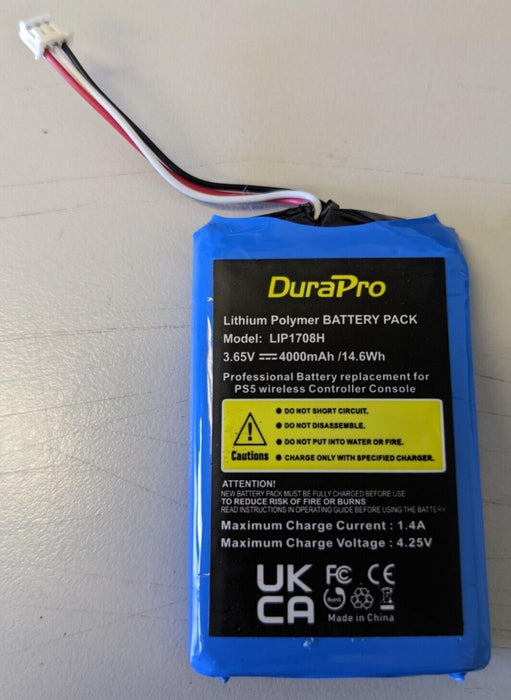 DuraPro
Lithium Polymer BATTERY PACK
Model: LIP1708H
3.65V ⎓ 4000mAh /14.6Wh
Professional Battery replacement for
PS5 wireless Controller Console
● DO NOT SHORT CIRCUIT.
● DO NOT DISASSEMBLE.
● DO NOT PUT INTO WATER OR FIRE.
● CHARGE ONLY WITH SPECIFIED CHARGER.
!
Cautions
ATTENTION!
NEW BATTERY PACK MUST BE FULLY CHARGED BEFORE USE
TO REDUCE RISK OF FIRE OR BURNS
READ INSTRUCTIONS IN OPERATING GUIDE BEFORE USING THE BATTERY
Maximum Charge Current : 1.4A
Maximum Charge Voltage : 4.25V
UK
CA
FC CE
RoHS
Made in China